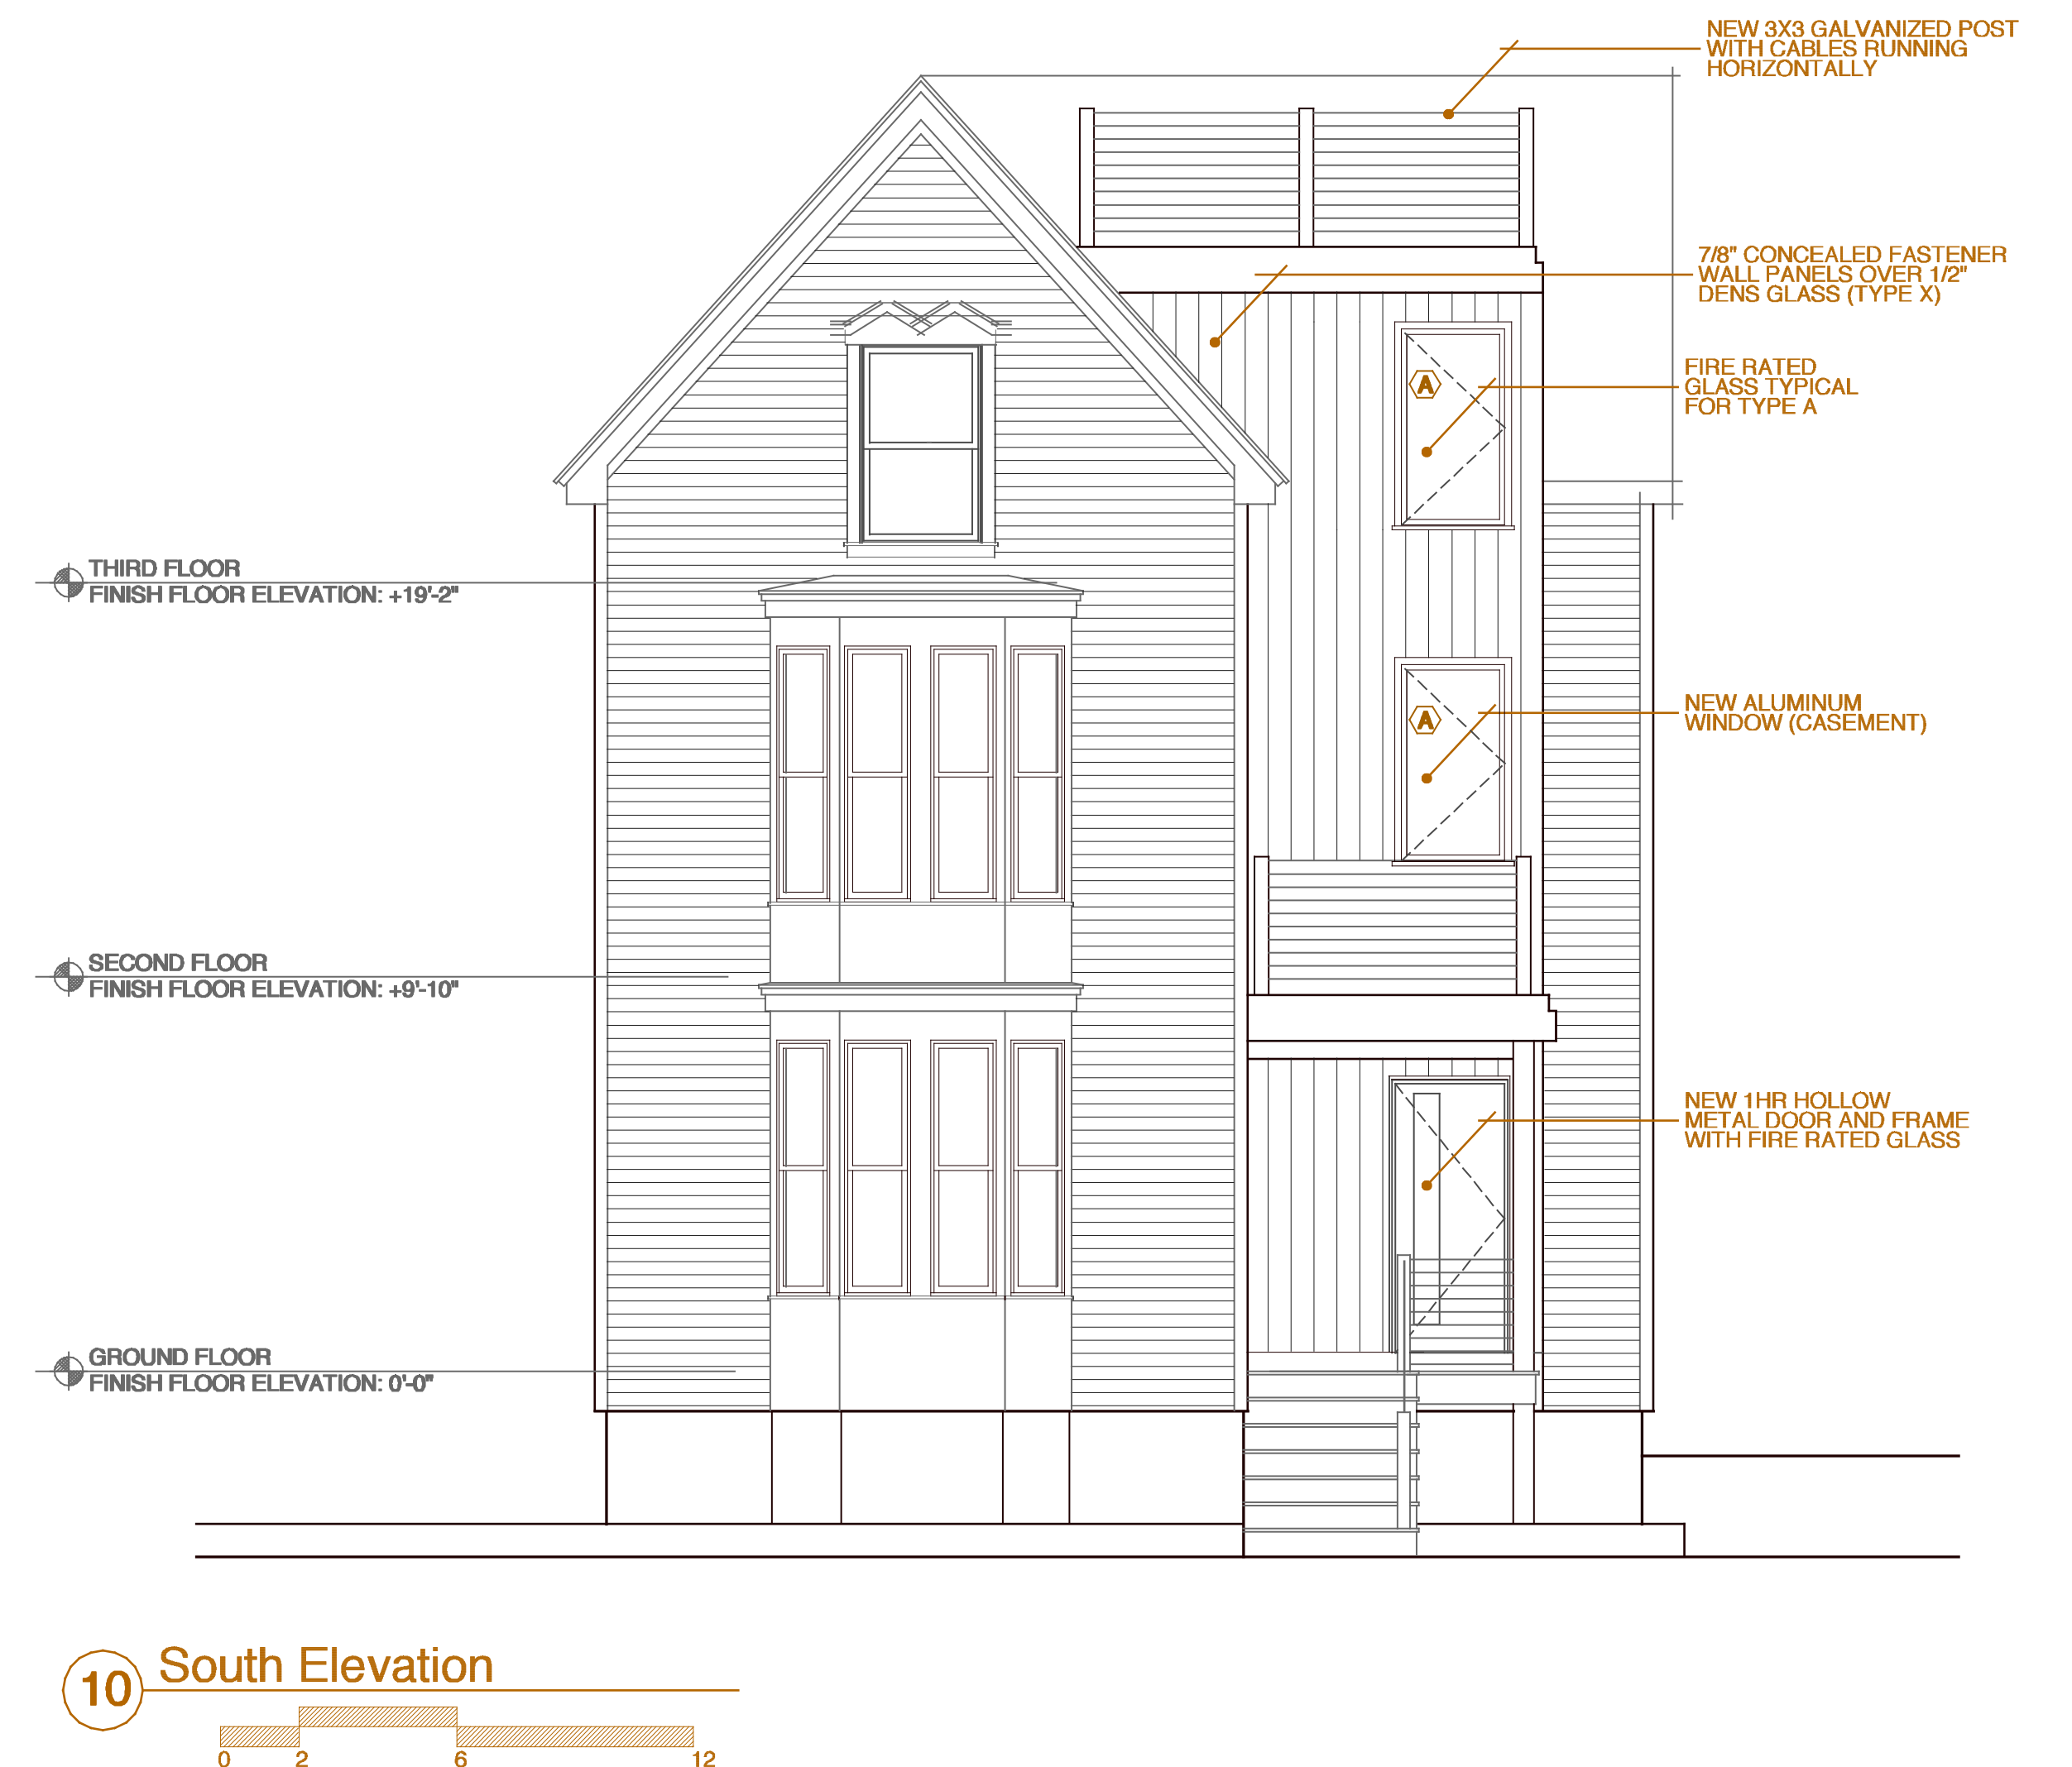 NEW 3X3 GALVANIZED POST
WITH CABLES RUNNING
HORIZONTALLY
7/8" CONCEALED FASTENER
WALL PANELS OVER 1/2"
DENS GLASS (TYPE X)
FIRE RATED
GLASS TYPICAL
FOR TYPE A
A
THIRD FLOOR
FINISH FLOOR ELEVATION: +19'-2"
NEW ALUMINUM
WINDOW (CASEMENT)
A
SECOND FLOOR
FINISH FLOOR ELEVATION: +9'-10"
NEW 1HR HOLLOW
METAL DOOR AND FRAME
WITH FIRE RATED GLASS
GROUND FLOOR
FINISH FLOOR ELEVATION: 0'-0"
10 South Elevation
0 2 6 12